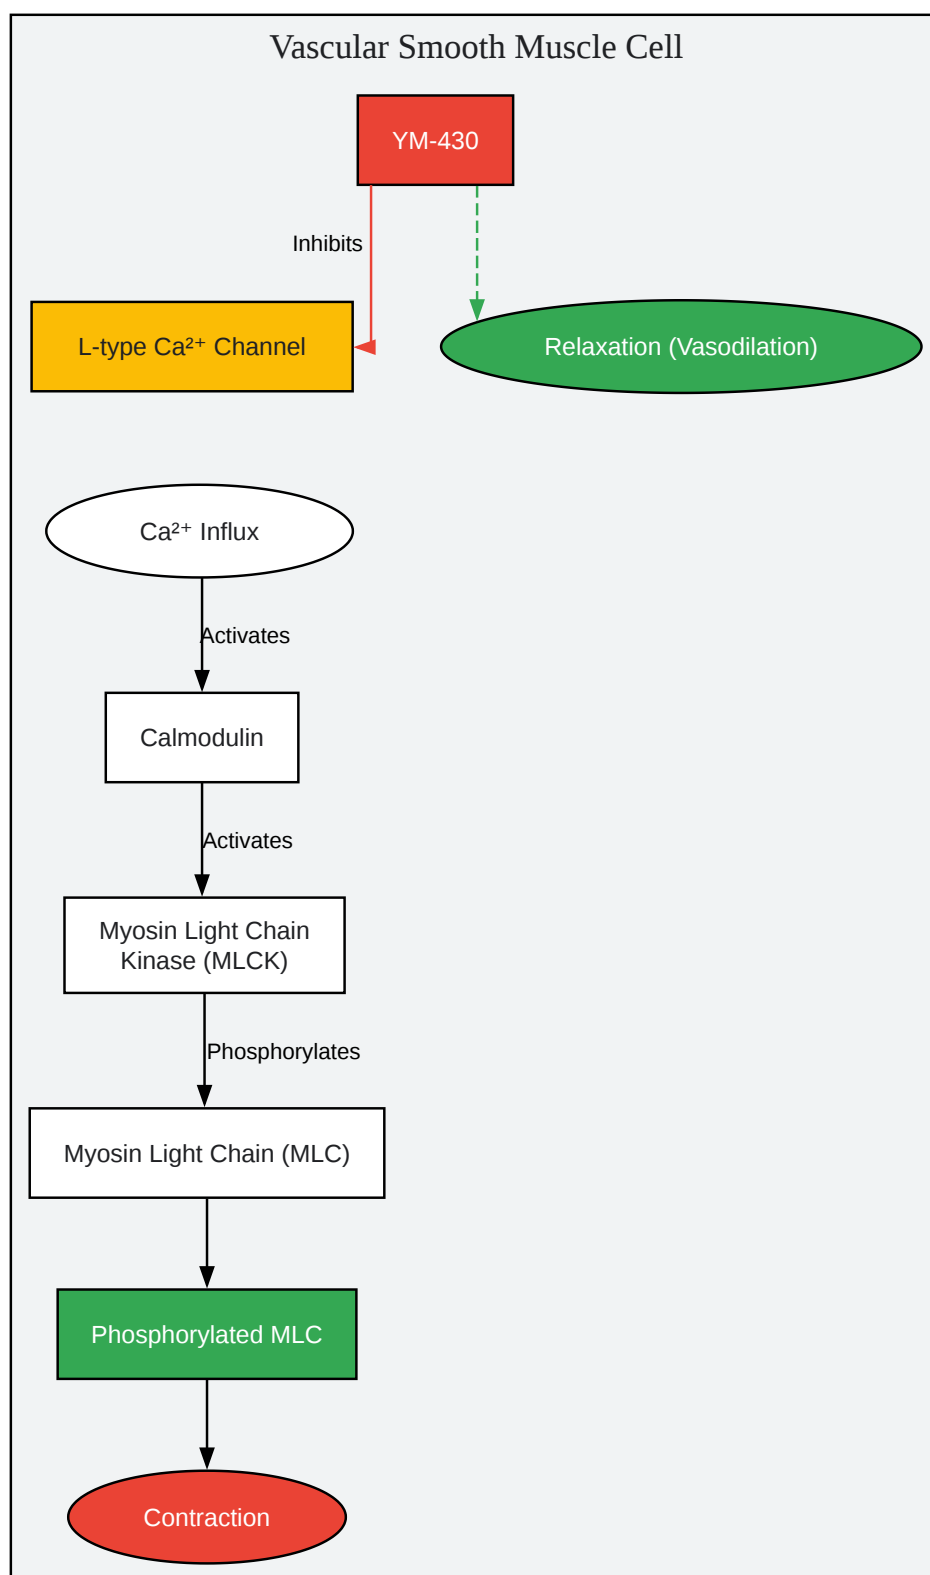 Vascular Smooth Muscle Cell
YM-430
Inhibits
L-type Ca²⁺ Channel
Relaxation (Vasodilation)
Ca²⁺ Influx
Activates
Calmodulin
Activates
Myosin Light Chain
Kinase (MLCK)
Phosphorylates
Myosin Light Chain (MLC)
Phosphorylated MLC
Contraction